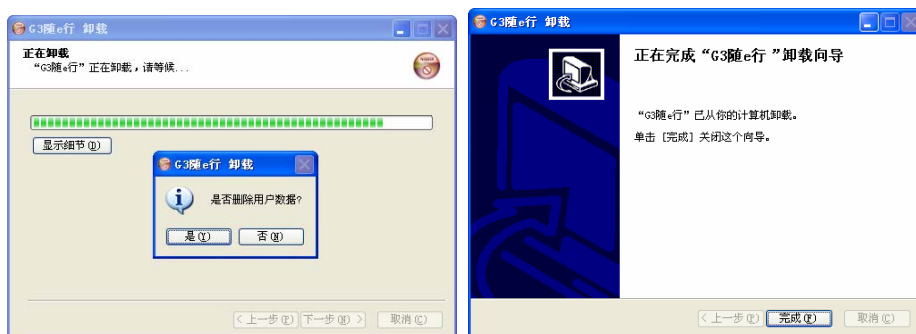 G3随e行 卸载
正在卸载
“G3随e行”正在卸载，请等候...
显示细节(D)
G3随e行 卸载
是否删除用户数据?
是(Y)
否(N)
< 上一步(P)
下一步(N) >
取消(C)
G3随e行 卸载
正在完成“G3随e行 ”卸载向导
“G3随e行”已从你的计算机卸载。
单击 [完成] 关闭这个向导。
< 上一步(P)
完成(F)
取消(C)